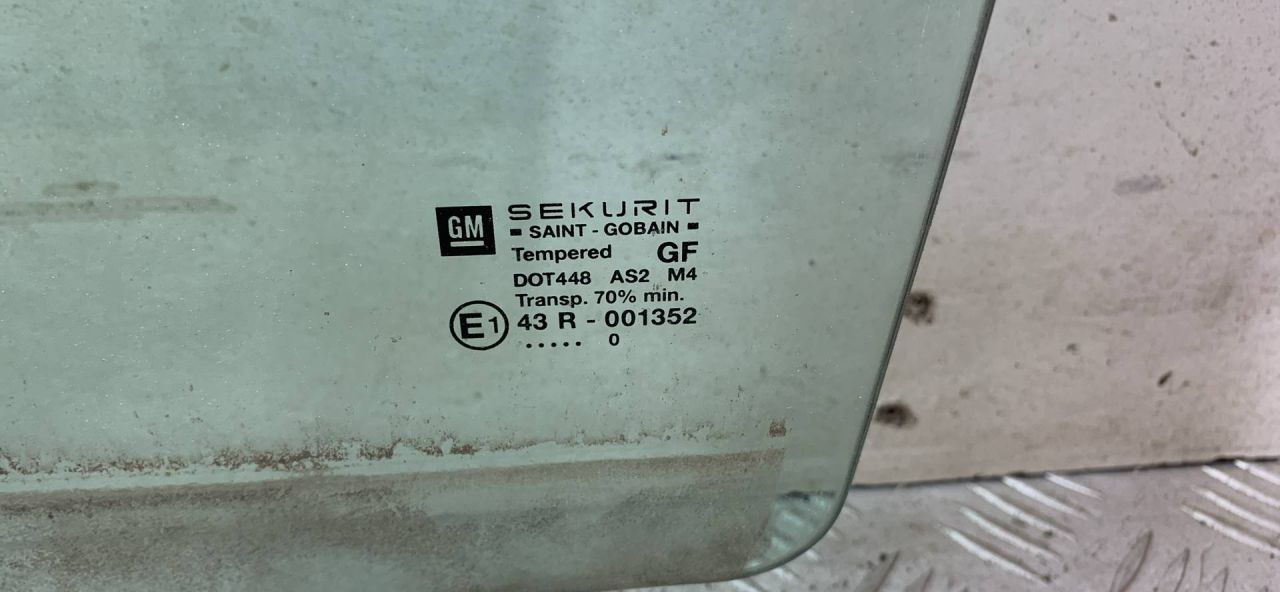 GM
SEKURIT
SAINT - GOBAIN
Tempered GF
DOT448 AS2 M4
Transp. 70% min.
E1 43 R - 001352
..... 0